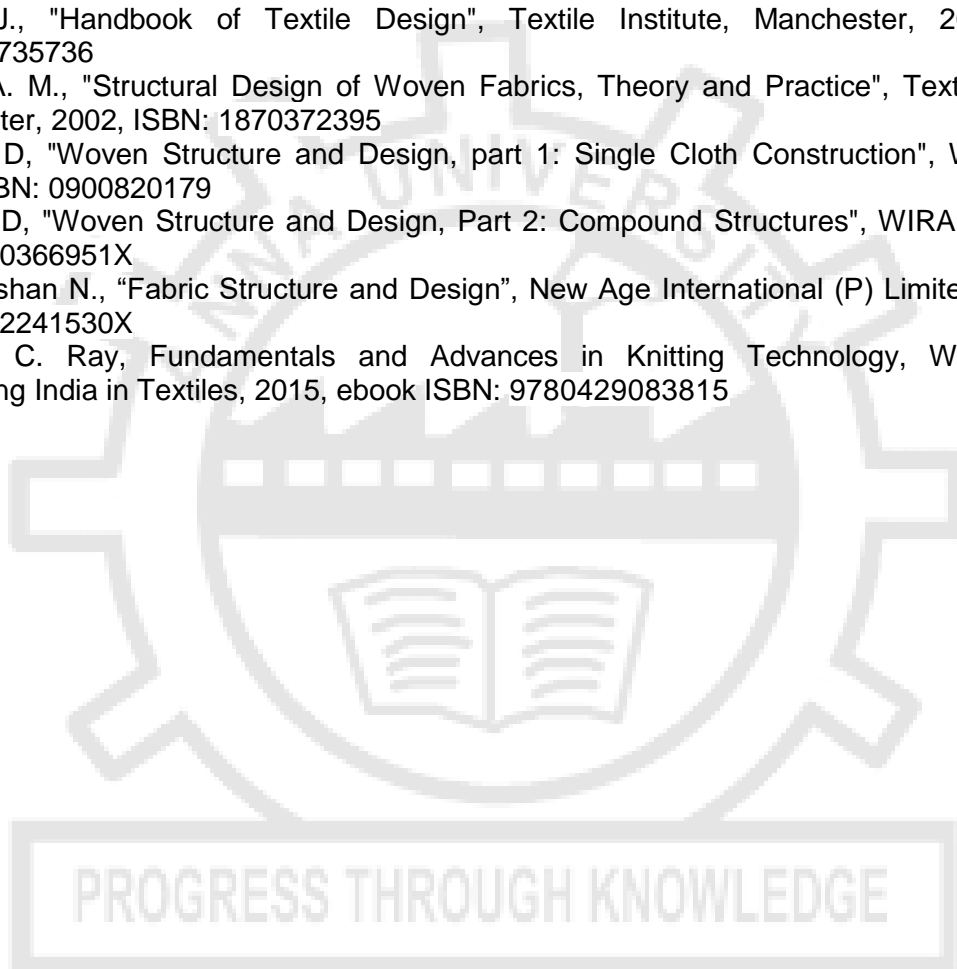 J., "Handbook of Textile Design", Textile Institute, Manchester, 20
735736
A. M., "Structural Design of Woven Fabrics, Theory and Practice", Text
ter, 2002, ISBN: 1870372395
D, "Woven Structure and Design, part 1: Single Cloth Construction", W
BN: 0900820179
D, "Woven Structure and Design, Part 2: Compound Structures", WIRA
0366951X
shan N., “Fabric Structure and Design”, New Age International (P) Limite
2241530X
C. Ray, Fundamentals and Advances in Knitting Technology, W
ng India in Textiles, 2015, ebook ISBN: 9780429083815
ANNA UNIVERSITY
PROGRESS THROUGH KNOWLEDGE